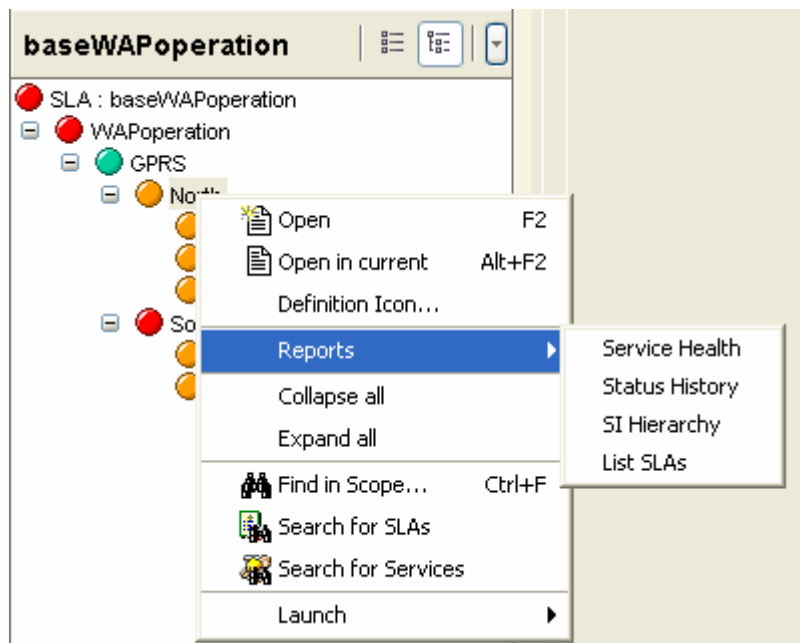 baseWAPoperation
SLA : baseWAPoperation
WAPoperation
GPRS
North
So
Open F2
Open in current Alt+F2
Definition Icon...
Reports
Collapse all
Expand all
Find in Scope... Ctrl+F
Search for SLAs
Search for Services
Launch
Service Health
Status History
SI Hierarchy
List SLAs